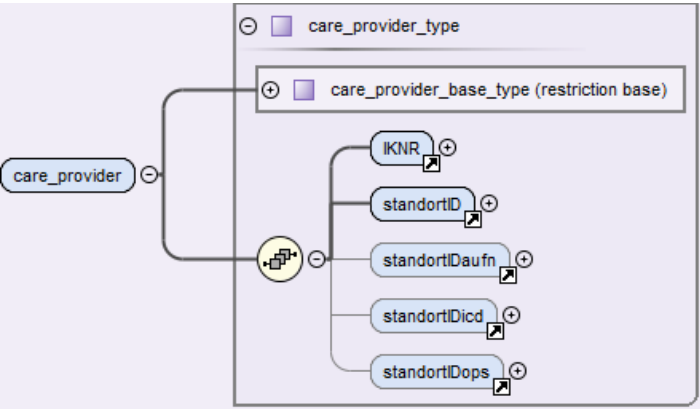 care_provider_type
care_provider_base_type (restriction base)
IKNR
care_provider
standortID
standortIDaufn
standortIDicd
standortIDops